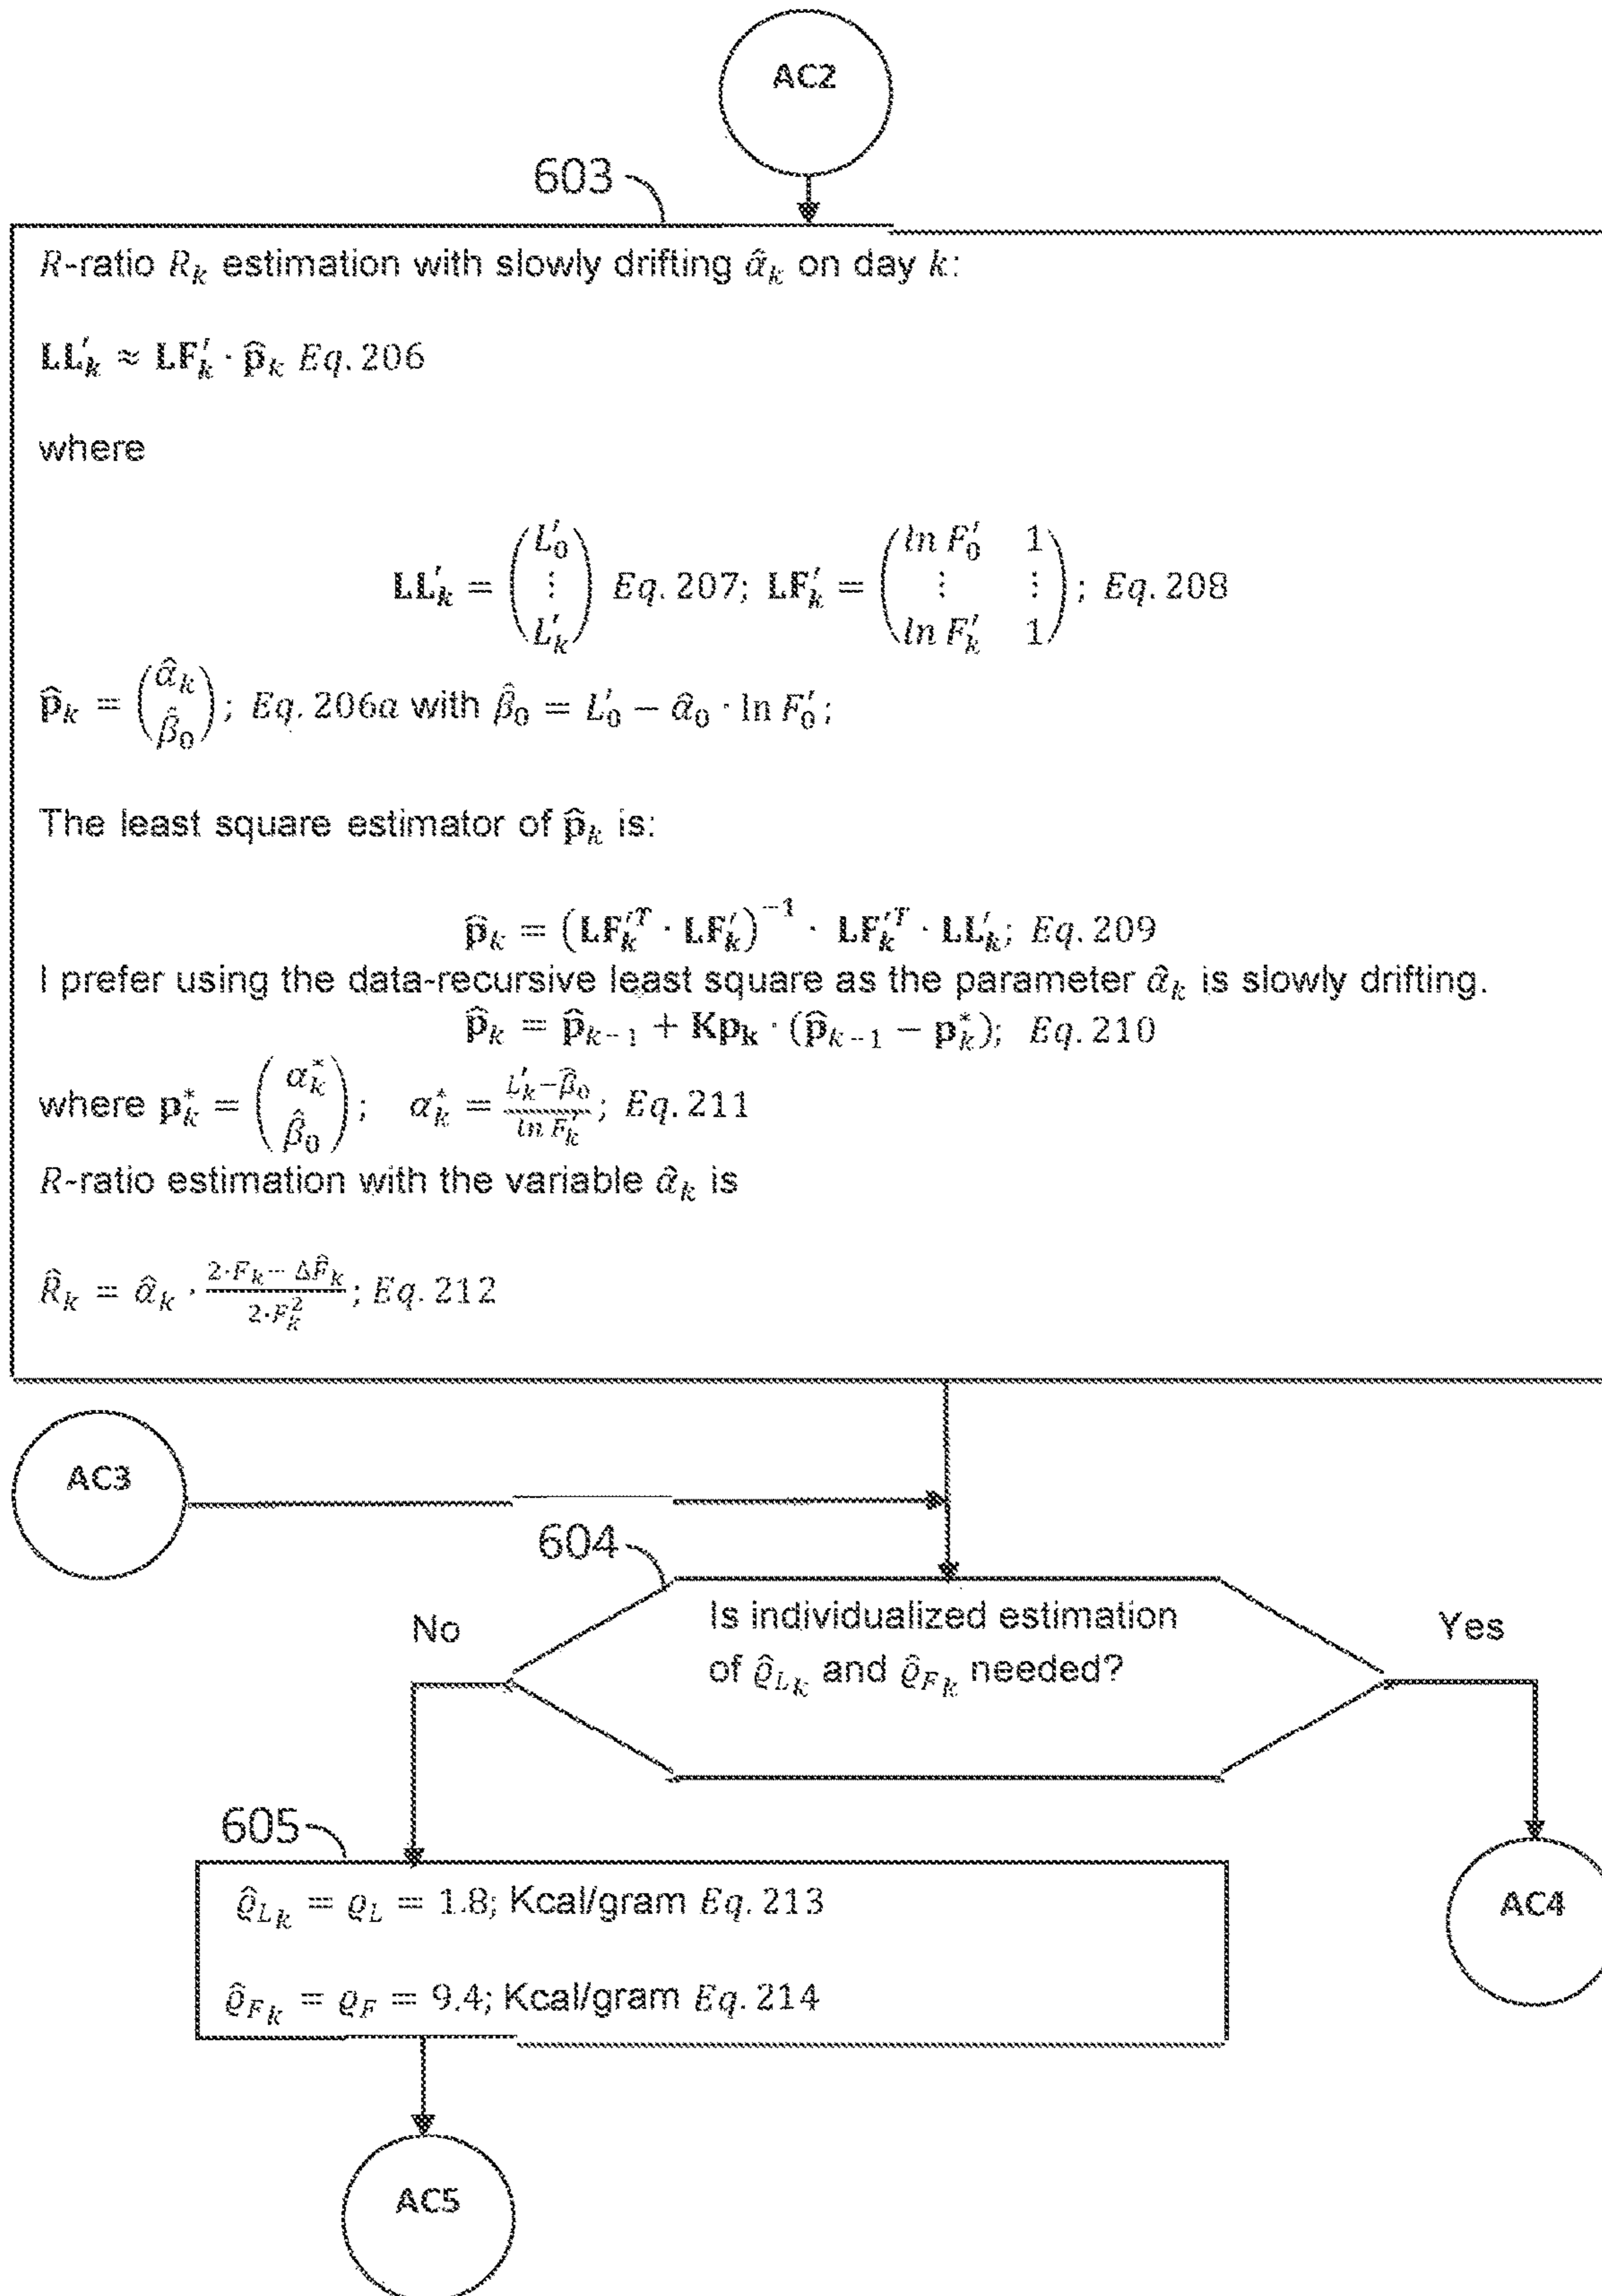 AC2
603
R-ratio R_k estimation with slowly drifting α̂_k on day k:
LL′_k ≈ LF′_k · p̂_k Eq. 206
where
LL′_k = (L′_0 ⋮ L′_k) Eq. 207; LF′_k = (ln F′_0 1 ⋮ ⋮ ln F′_k 1); Eq. 208
p̂_k = (α̂_k β̂_0); Eq. 206a with β̂_0 = L′_0 − α̂_0 · ln F′_0;
The least square estimator of p̂_k is:
p̂_k = (LF′_k^T · LF′_k)^−1 · LF′_k^T · LL′_k; Eq. 209
I prefer using the data-recursive least square as the parameter α̂_k is slowly drifting.
p̂_k = p̂_k−1 + Kp_k · (p̂_k−1 − p*_k); Eq. 210
where p*_k = (α*_k β̂_0); α*_k = (L′_k − β̂_0)/(ln F′_k); Eq. 211
R-ratio estimation with the variable α̂_k is
R̂_k = α̂_k · (2·F_k − ΔF̂_k)/(2·F_k^2); Eq. 212
AC3
604
No
Is individualized estimation
of ϱ̂_L_k and ϱ̂_F_k needed?
Yes
605
ϱ̂_L_k = ϱ_L = 1.8; Kcal/gram Eq. 213
ϱ̂_F_k = ϱ_F = 9.4; Kcal/gram Eq. 214
AC4
AC5